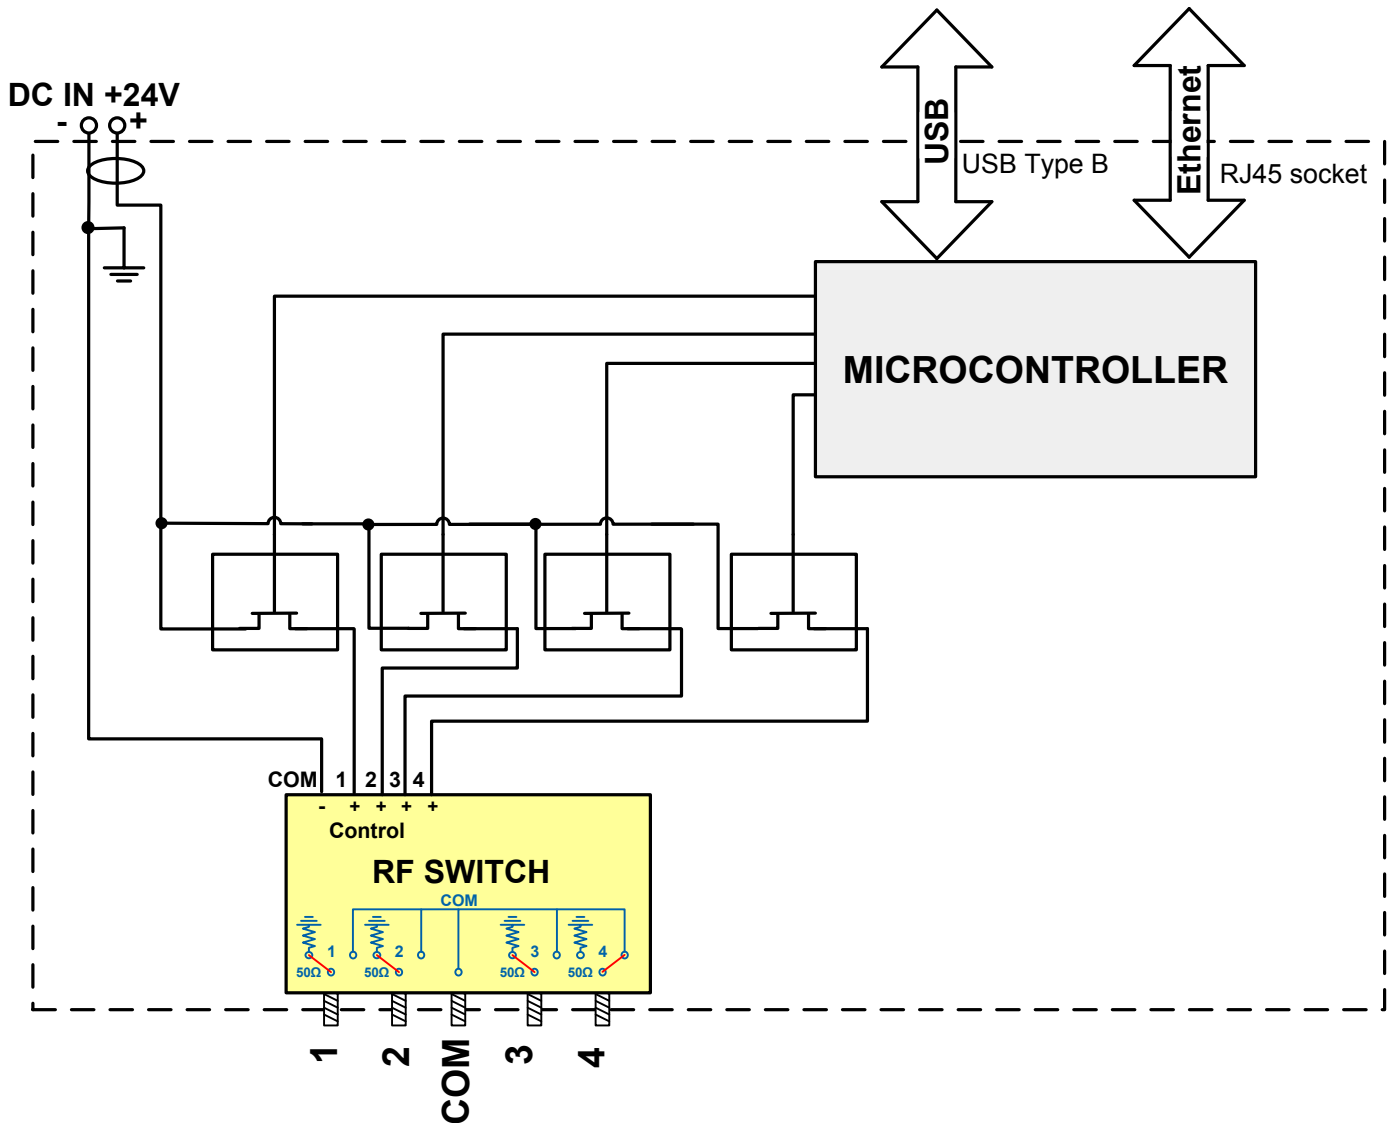 DC IN +24V
- +
USB
USB Type B
Ethernet
RJ45 socket
MICROCONTROLLER
COM 1 2 3 4
- + + + +
Control
RF SWITCH
COM
1 2 3 4
50Ω 50Ω 50Ω 50Ω
1 2 COM 3 4